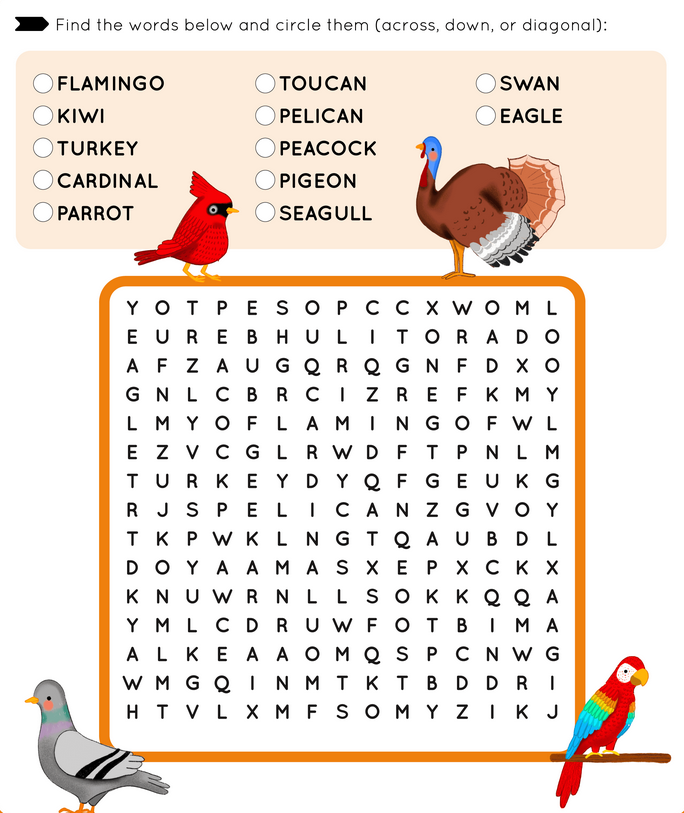 Find the words below and circle them (across, down, or diagonal):
FLAMINGO TOUCAN SWAN
KIWI PELICAN EAGLE
TURKEY PEACOCK
CARDINAL PIGEON
PARROT SEAGULL
Y O T P E S O P C C X W O M L
E U R E B H U L I T O R A D O
A F Z A U G Q R Q G N F D X O
G N L C B R C I Z R E F K M Y
L M Y O F L A M I N G O F W L
E Z V C G L R W D F T P N L M
T U R K E Y D Y Q F G E U K G
R J S P E L I C A N Z G V O Y
T K P W K L N G T Q A U B D L
D O Y A A M A S X E P X C K X
K N U W R N L L S O K K Q Q A
Y M L C D R U W F O T B I M A
A L K E A A O M Q S P C N W G
W M G Q I N M T K T B D D R I
H T V L X M F S O M Y Z I K J